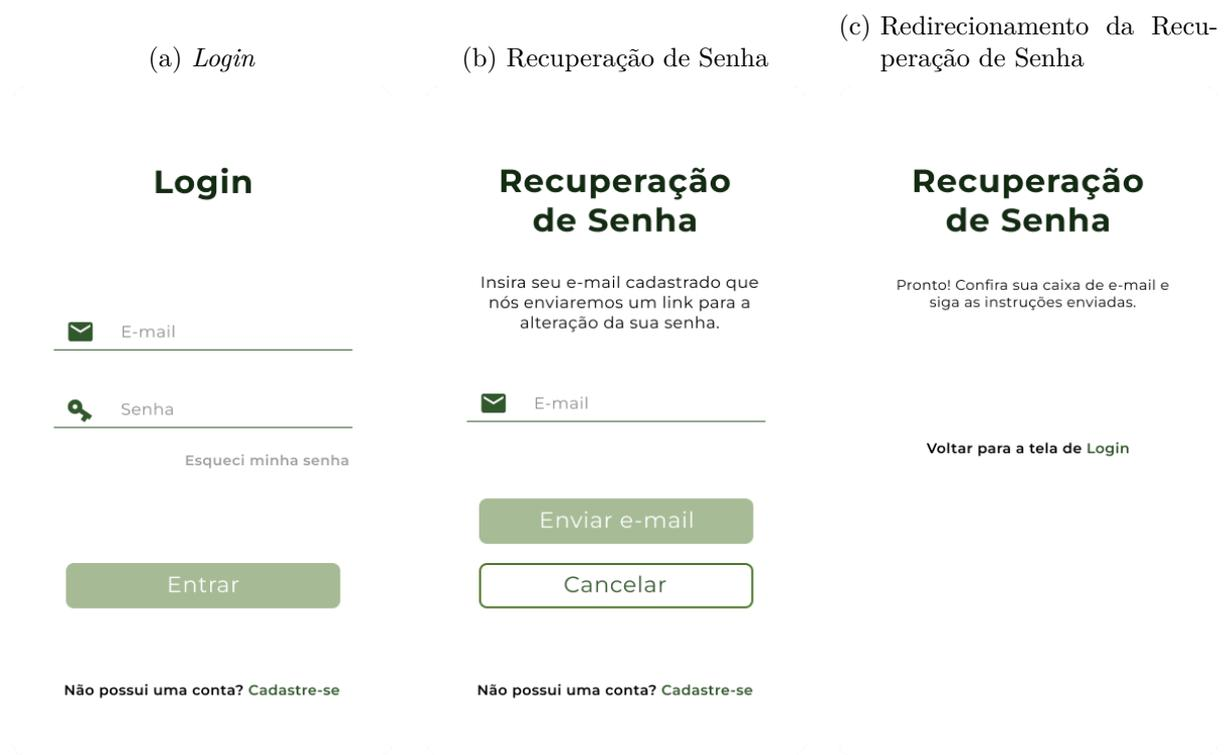 (a) Login
Login
E-mail
Senha
Esqueci minha senha
Entrar
Não possui uma conta? Cadastre-se
(b) Recuperação de Senha
Recuperação
de Senha
Insira seu e-mail cadastrado que
nós enviaremos um link para a
alteração da sua senha.
E-mail
Enviar e-mail
Cancelar
Não possui uma conta? Cadastre-se
(c) Redirecionamento da Recu-
peração de Senha
Recuperação
de Senha
Pronto! Confira sua caixa de e-mail e
siga as instruções enviadas.
Voltar para a tela de Login